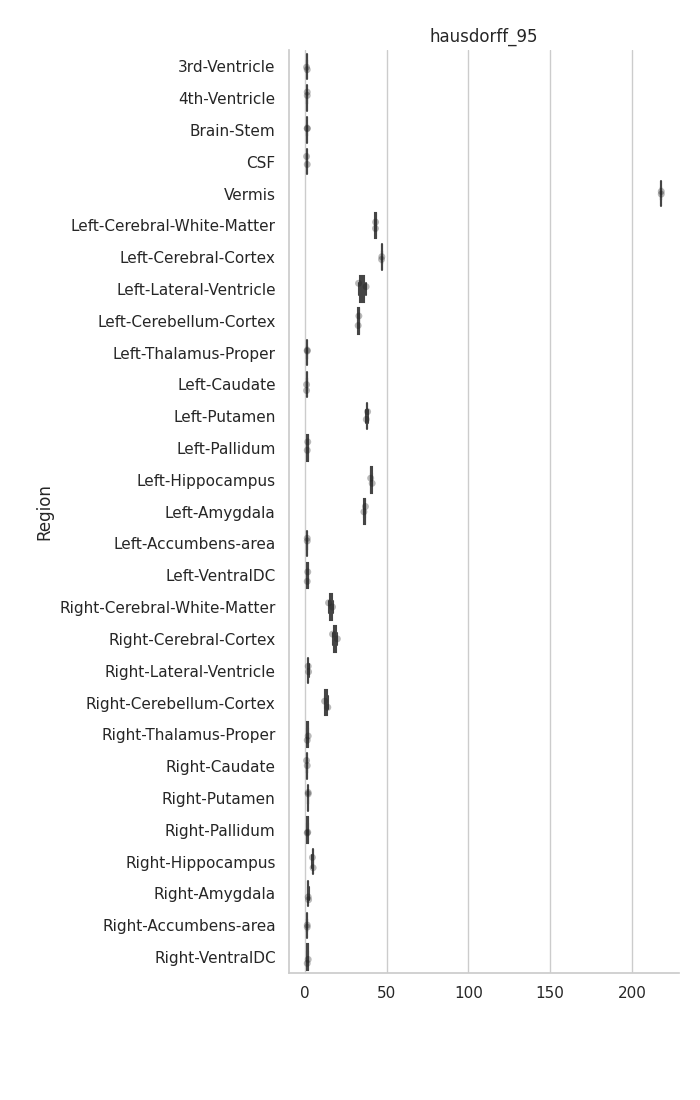 hausdorff_95
3rd-Ventricle
4th-Ventricle
Brain-Stem
CSF
Vermis
Left-Cerebral-White-Matter
Left-Cerebral-Cortex
Left-Lateral-Ventricle
Left-Cerebellum-Cortex
Left-Thalamus-Proper
Left-Caudate
Left-Putamen
Left-Pallidum
Left-Hippocampus
Left-Amygdala
Left-Accumbens-area
Left-VentralDC
Right-Cerebral-White-Matter
Right-Cerebral-Cortex
Right-Lateral-Ventricle
Right-Cerebellum-Cortex
Right-Thalamus-Proper
Right-Caudate
Right-Putamen
Right-Pallidum
Right-Hippocampus
Right-Amygdala
Right-Accumbens-area
Right-VentralDC
Region
0 50 100 150 200